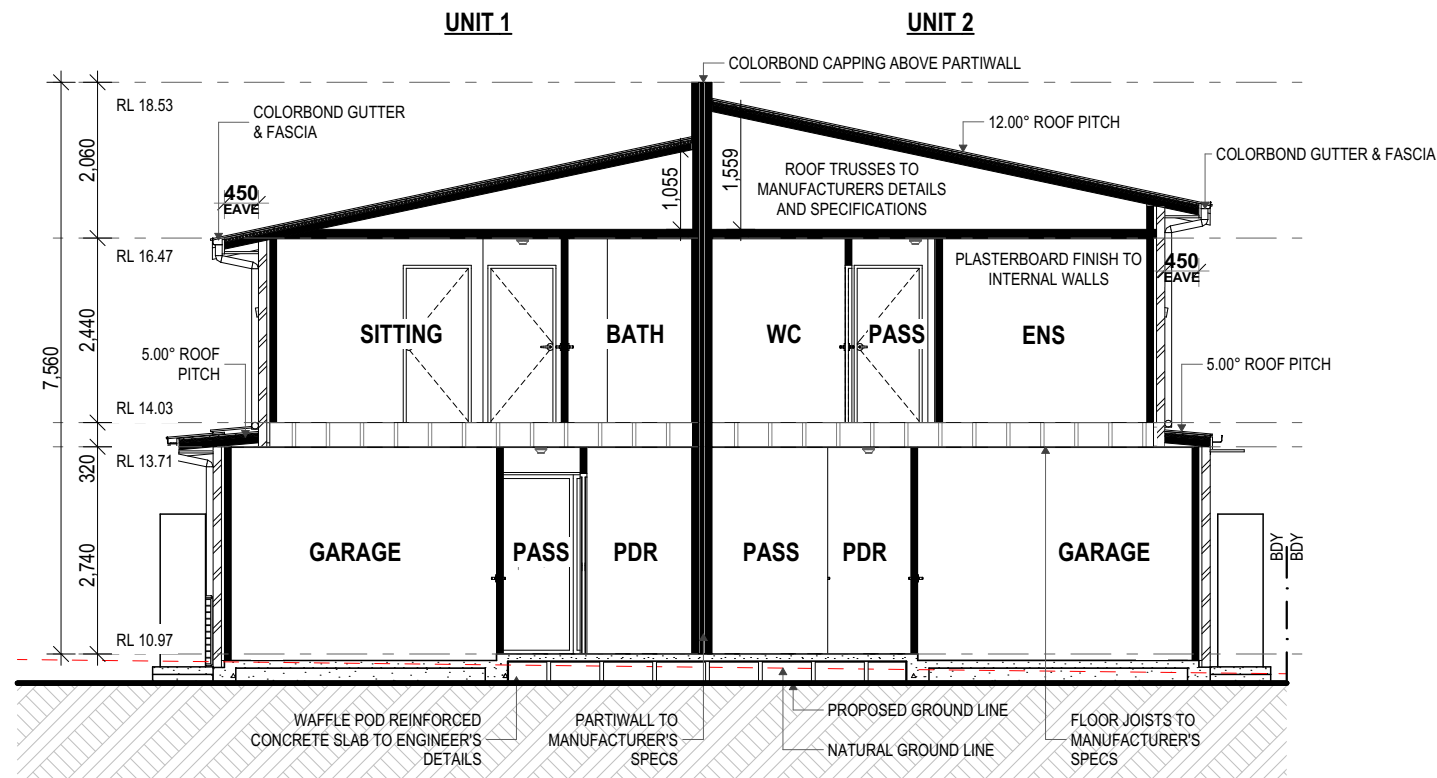 UNIT 1
UNIT 2
COLORBOND CAPPING ABOVE PARTIWALL
RL 18.53
COLORBOND GUTTER
& FASCIA
12.00° ROOF PITCH
COLORBOND GUTTER & FASCIA
2,060
450
EAVE
1,055
1,559
ROOF TRUSSES TO
MANUFACTURERS DETAILS
AND SPECIFICATIONS
RL 16.47
PLASTERBOARD FINISH TO
INTERNAL WALLS
450
EAVE
7,560
2,440
SITTING
BATH
WC
PASS
ENS
5.00° ROOF
PITCH
5.00° ROOF PITCH
RL 14.03
320
RL 13.71
2,740
GARAGE
PASS
PDR
PASS
PDR
GARAGE
BDY
BDY
RL 10.97
WAFFLE POD REINFORCED
CONCRETE SLAB TO ENGINEER'S
DETAILS
PARTIWALL TO
MANUFACTURER'S
SPECS
PROPOSED GROUND LINE
NATURAL GROUND LINE
FLOOR JOISTS TO
MANUFACTURER'S
SPECS